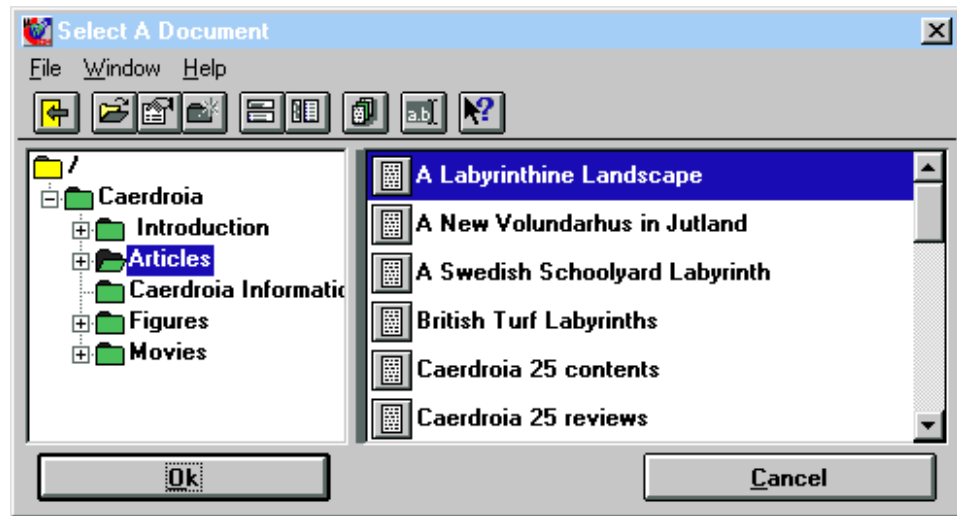 Select A Document
File Window Help
a.b
?
/
Caerdroia
Introduction
Articles
Caerdroia Informatic
Figures
Movies
A Labyrinthine Landscape
A New Volundarhus in Jutland
A Swedish Schoolyard Labyrinth
British Turf Labyrinths
Caerdroia 25 contents
Caerdroia 25 reviews
Ok
Cancel